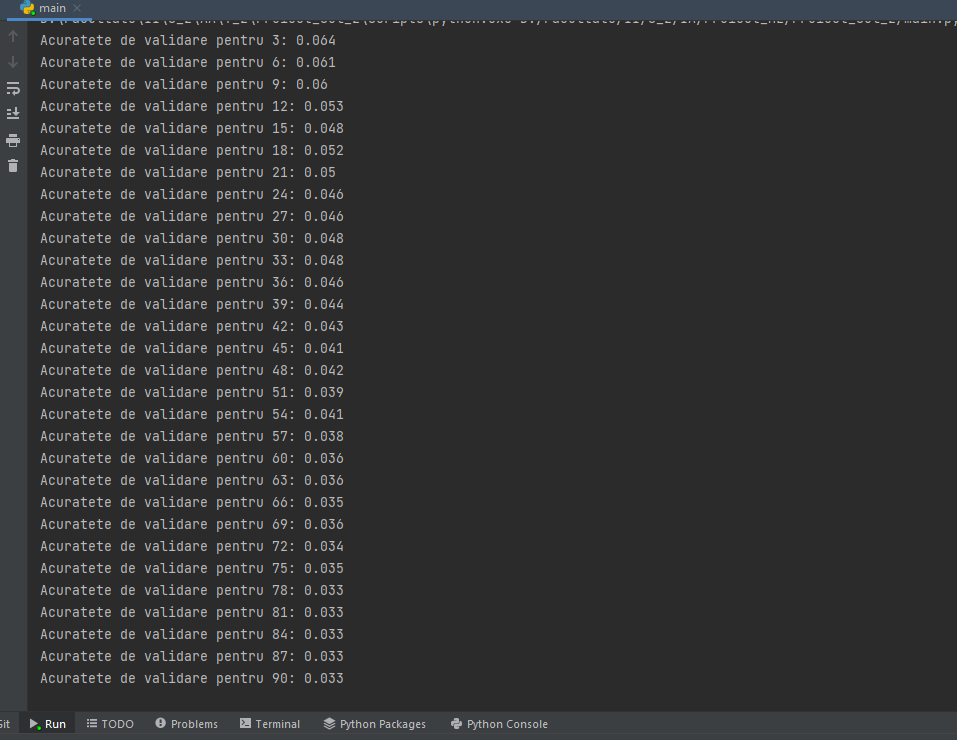 main
Acuratete de validare pentru 3: 0.064
Acuratete de validare pentru 6: 0.061
Acuratete de validare pentru 9: 0.06
Acuratete de validare pentru 12: 0.053
Acuratete de validare pentru 15: 0.048
Acuratete de validare pentru 18: 0.052
Acuratete de validare pentru 21: 0.05
Acuratete de validare pentru 24: 0.046
Acuratete de validare pentru 27: 0.046
Acuratete de validare pentru 30: 0.048
Acuratete de validare pentru 33: 0.048
Acuratete de validare pentru 36: 0.046
Acuratete de validare pentru 39: 0.044
Acuratete de validare pentru 42: 0.043
Acuratete de validare pentru 45: 0.041
Acuratete de validare pentru 48: 0.042
Acuratete de validare pentru 51: 0.039
Acuratete de validare pentru 54: 0.041
Acuratete de validare pentru 57: 0.038
Acuratete de validare pentru 60: 0.036
Acuratete de validare pentru 63: 0.036
Acuratete de validare pentru 66: 0.035
Acuratete de validare pentru 69: 0.036
Acuratete de validare pentru 72: 0.034
Acuratete de validare pentru 75: 0.035
Acuratete de validare pentru 78: 0.033
Acuratete de validare pentru 81: 0.033
Acuratete de validare pentru 84: 0.033
Acuratete de validare pentru 87: 0.033
Acuratete de validare pentru 90: 0.033
Run TODO Problems Terminal Python Packages Python Console